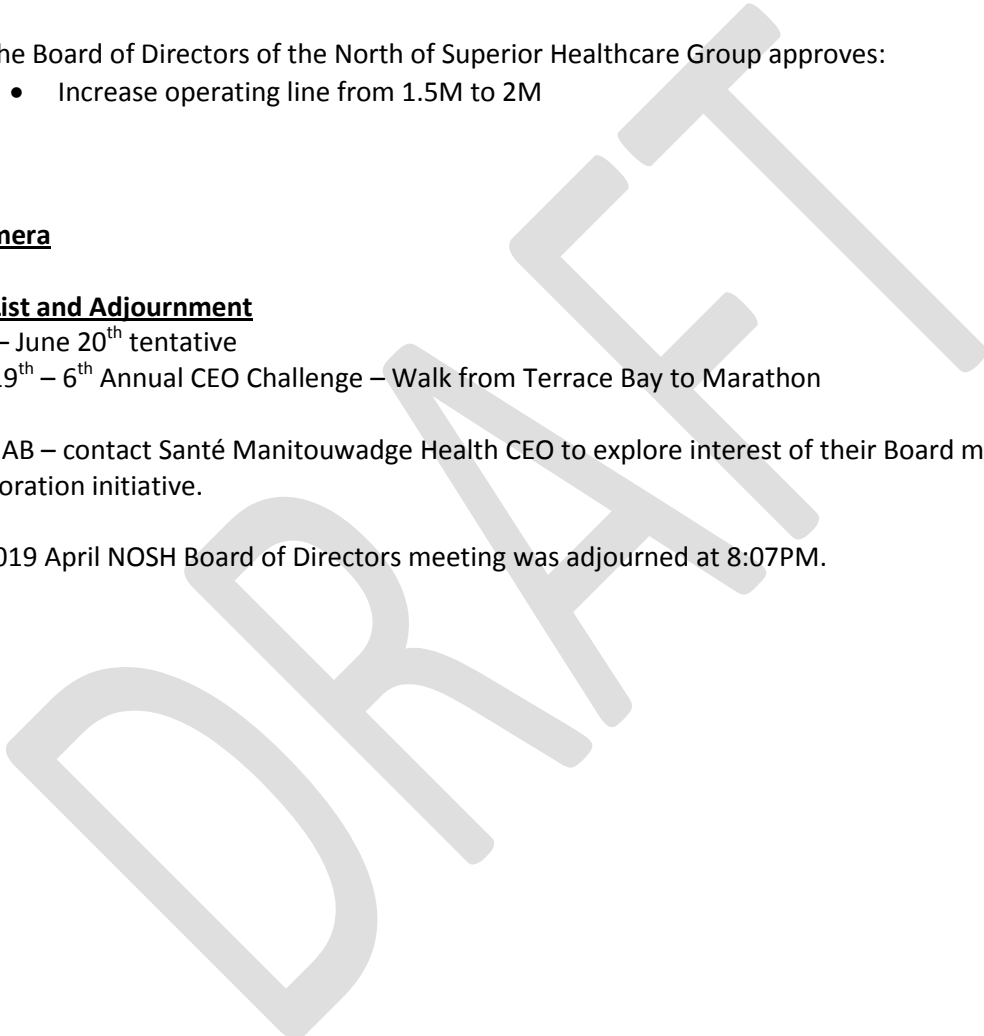 he Board of Directors of the North of Superior Healthcare Group approves:
• Increase operating line from 1.5M to 2M
mera
List and Adjournment
– June 20th tentative
19th – 6th Annual CEO Challenge – Walk from Terrace Bay to Marathon
AB – contact Santé Manitouwadge Health CEO to explore interest of their Board m
oration initiative.
019 April NOSH Board of Directors meeting was adjourned at 8:07PM.
DRAFT